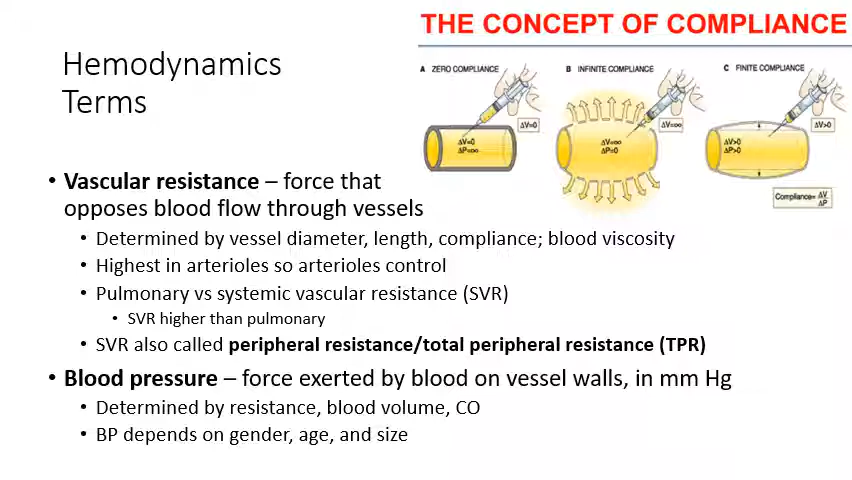 THE CONCEPT OF COMPLIANCE
Hemodynamics
Terms
A ZERO COMPLIANCE
B INFINITE COMPLIANCE
C FINITE COMPLIANCE
ΔV=0
ΔV=0
ΔP=∞
ΔV=∞
ΔV=∞
ΔP=0
ΔV>0
ΔV>0
ΔP>0
Compliance= ΔV
ΔP
• Vascular resistance – force that
opposes blood flow through vessels
• Determined by vessel diameter, length, compliance; blood viscosity
• Highest in arterioles so arterioles control
• Pulmonary vs systemic vascular resistance (SVR)
• SVR higher than pulmonary
• SVR also called peripheral resistance/total peripheral resistance (TPR)
• Blood pressure – force exerted by blood on vessel walls, in mm Hg
• Determined by resistance, blood volume, CO
• BP depends on gender, age, and size